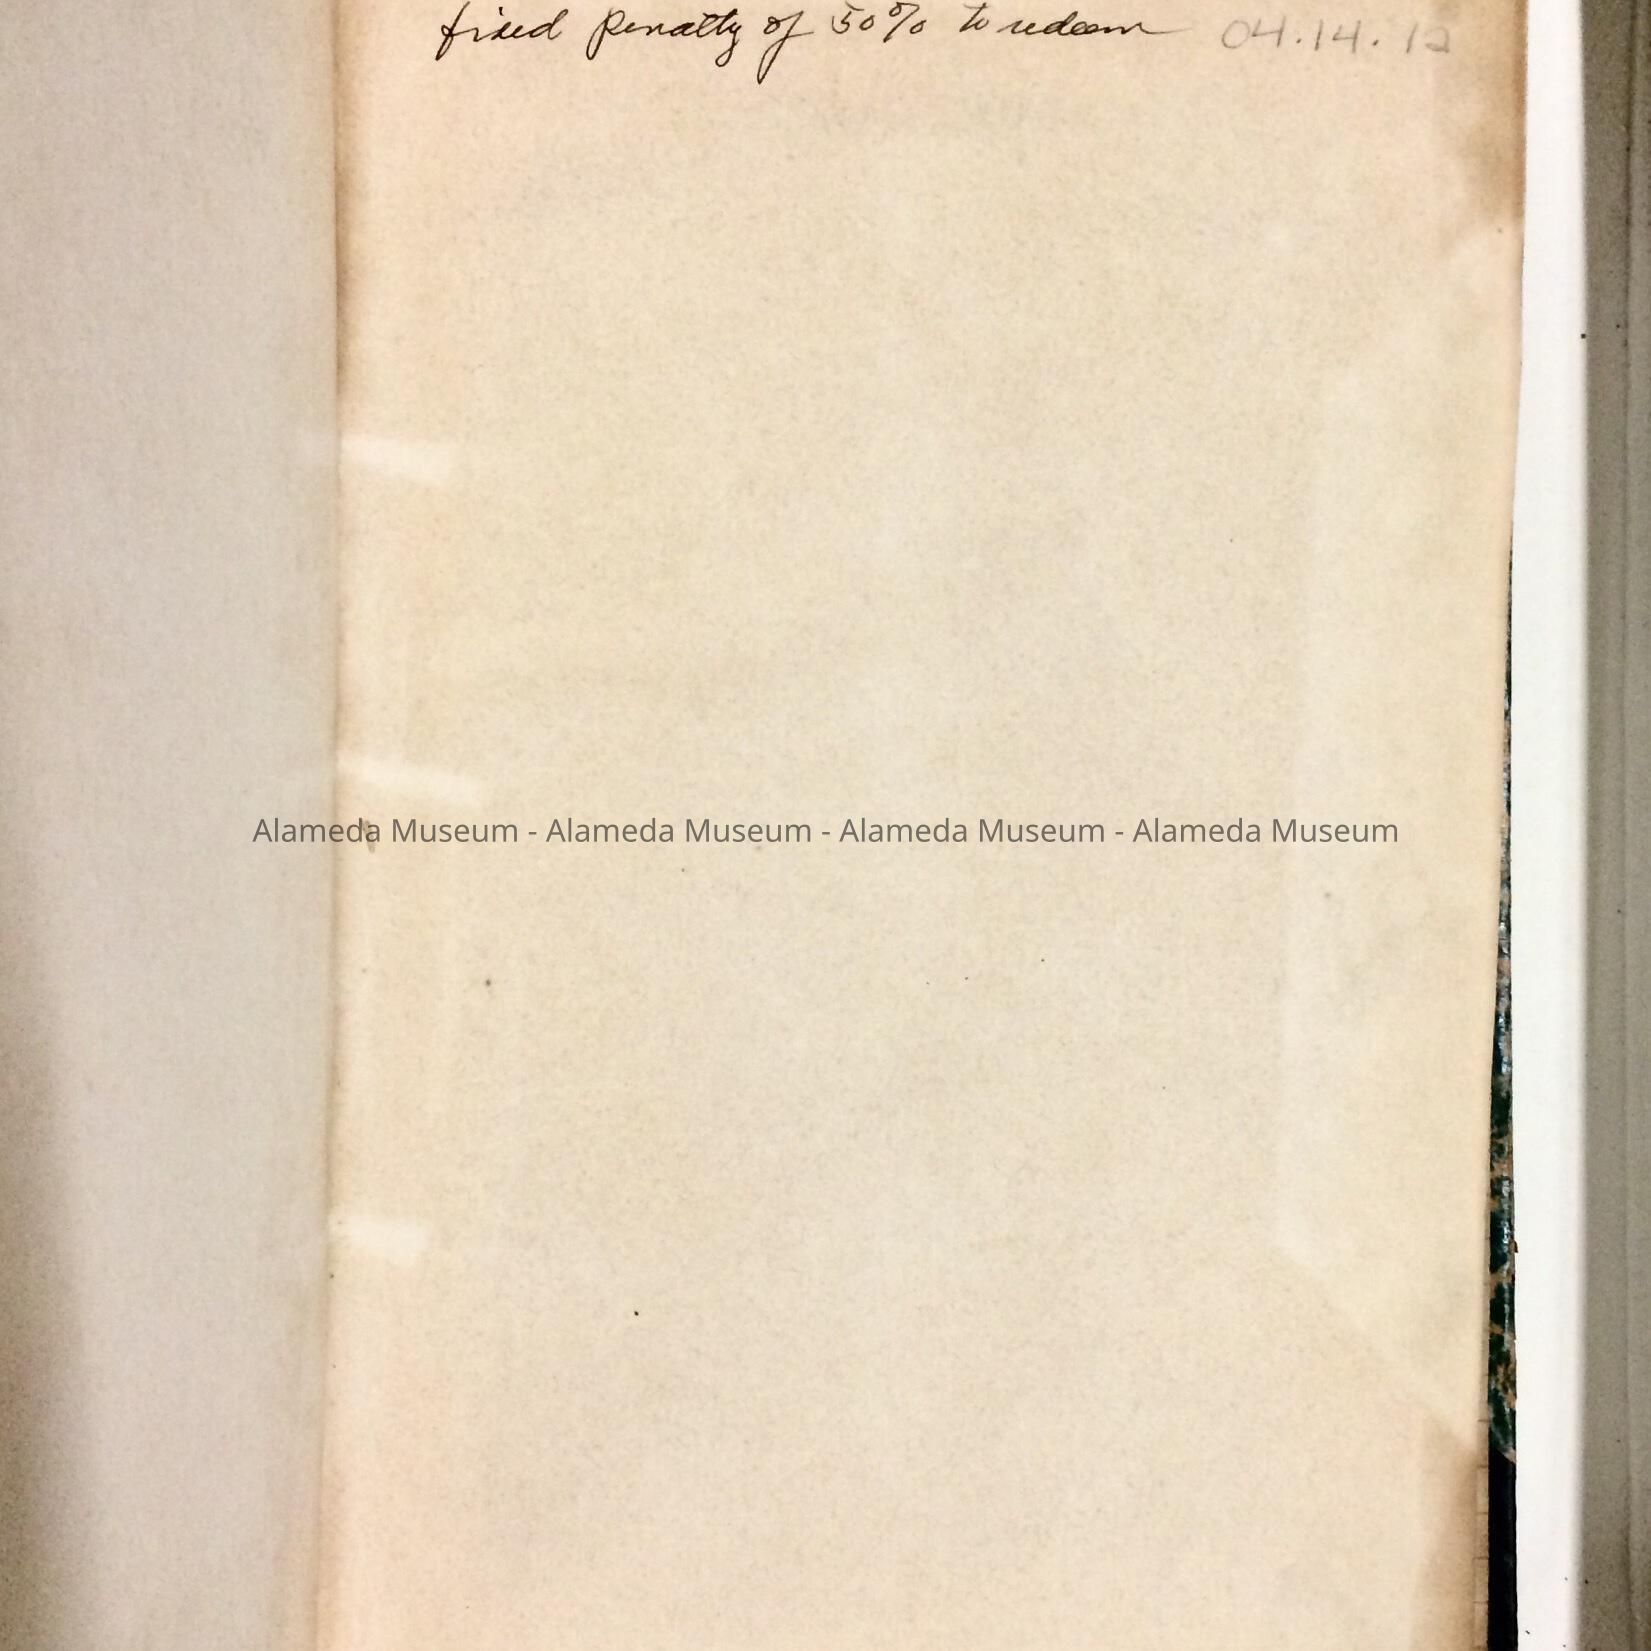 fixed penalty of 50% to redeem 04.14.12
Alameda Museum - Alameda Museum - Alameda Museum - Alameda Museum